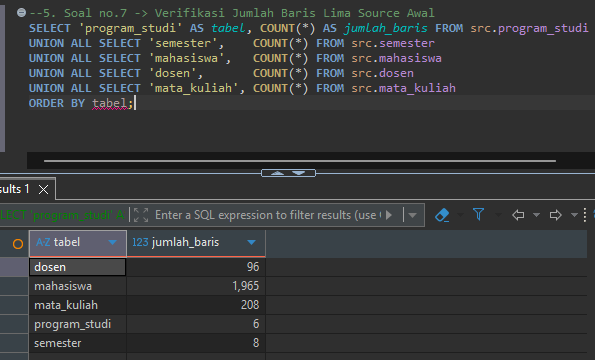 --5. Soal no.7 -> Verifikasi Jumlah Baris Lima Source Awal
SELECT 'program_studi' AS tabel, COUNT(*) AS jumlah_baris FROM src.program_studi
UNION ALL SELECT 'semester', COUNT(*) FROM src.semester
UNION ALL SELECT 'mahasiswa', COUNT(*) FROM src.mahasiswa
UNION ALL SELECT 'dosen', COUNT(*) FROM src.dosen
UNION ALL SELECT 'mata_kuliah', COUNT(*) FROM src.mata_kuliah
ORDER BY tabel;
sults 1
LECT 'program_studi' A Enter a SQL expression to filter results (use
A-Z tabel 123 jumlah_baris
dosen 96
mahasiswa 1,965
mata_kuliah 208
program_studi 6
semester 8